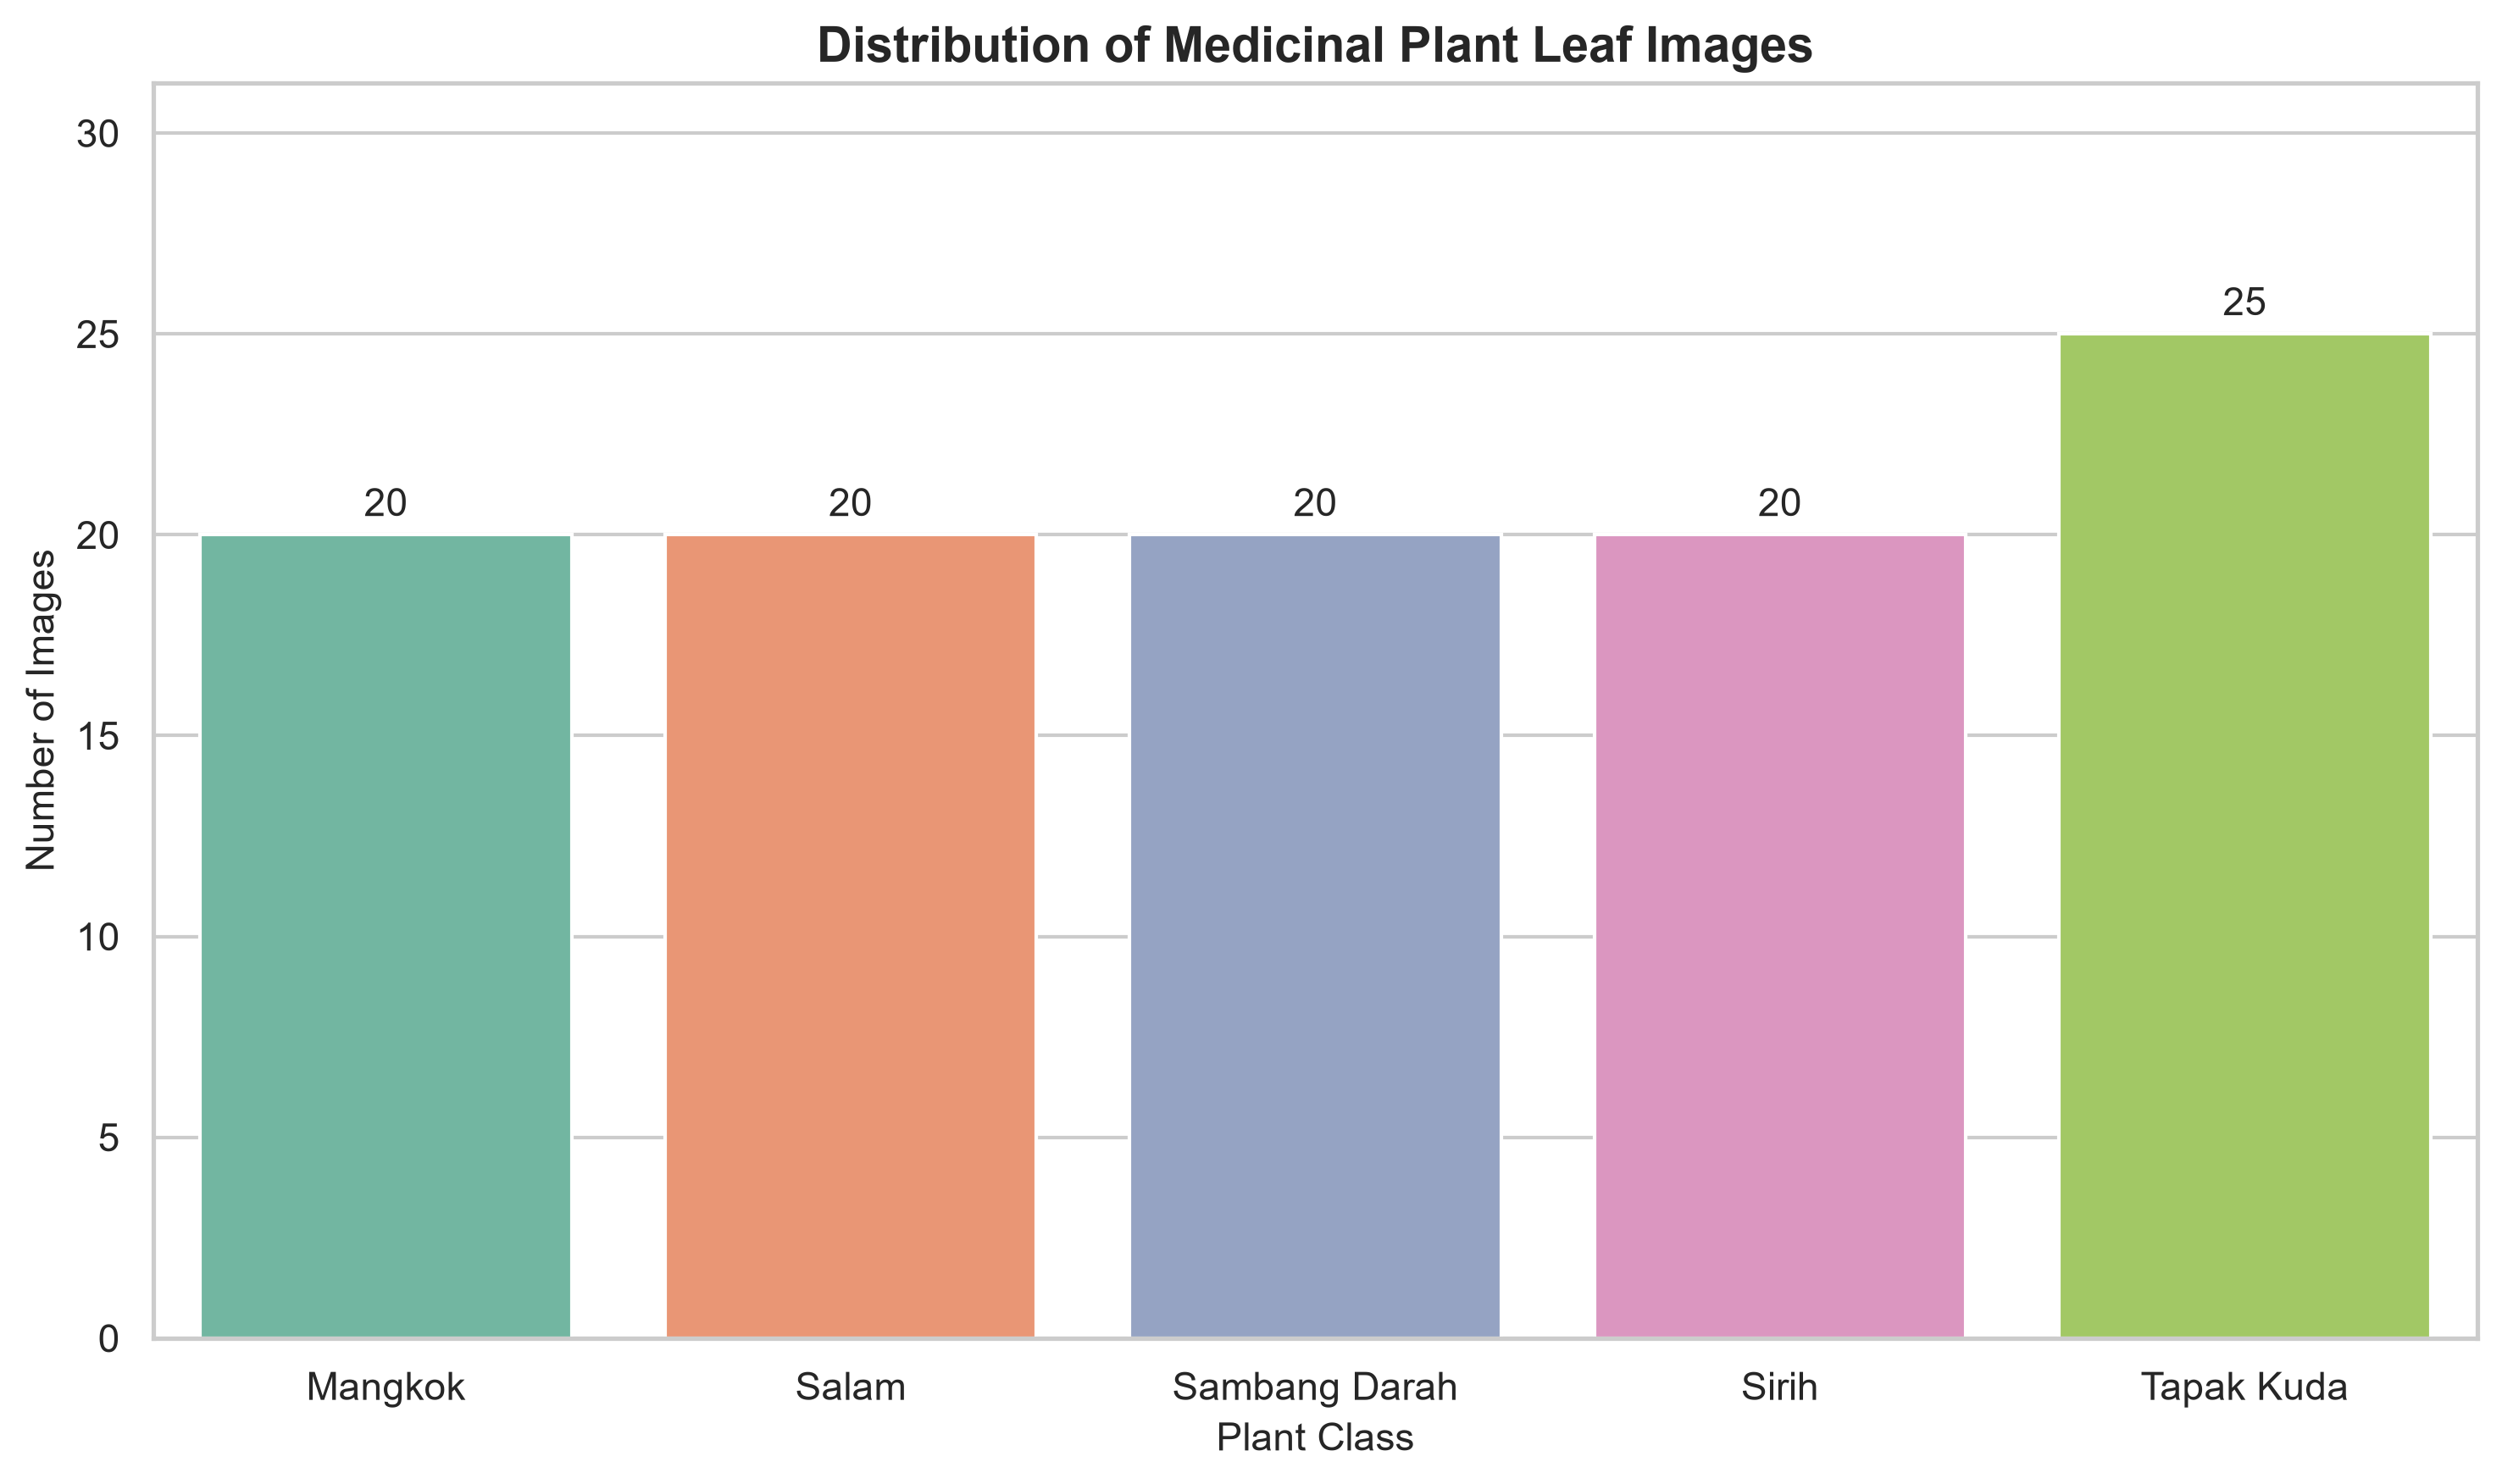 Distribution of Medicinal Plant Leaf Images
Number of Images
30
25
20
15
10
5
0
20
20
20
20
25
Mangkok
Salam
Sambang Darah
Sirih
Tapak Kuda
Plant Class